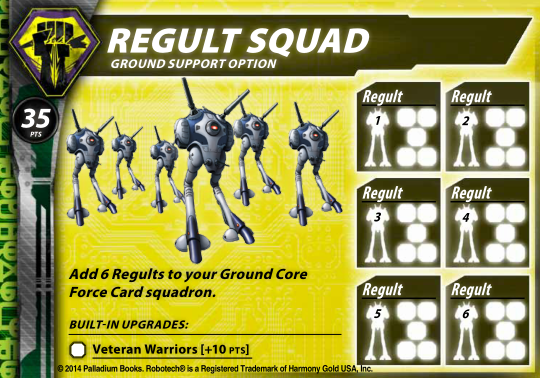 REGULT SQUAD
GROUND SUPPORT OPTION
35
PTS
Regult
1
Regult
2
Regult
3
Regult
4
Regult
5
Regult
6
Add 6 Regults to your Ground Core
Force Card squadron.
BUILT-IN UPGRADES:
Veteran Warriors [+10 PTS]
© 2014 Palladium Books. Robotech® is a Registered Trademark of Harmony Gold USA, Inc.